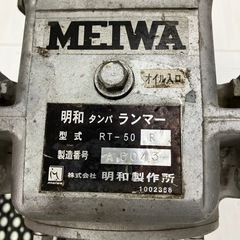 MEIWA
オイル入口
明和 タンパ ランマー
型式 RT-50 R
製造番号
株式会社 明和製作所